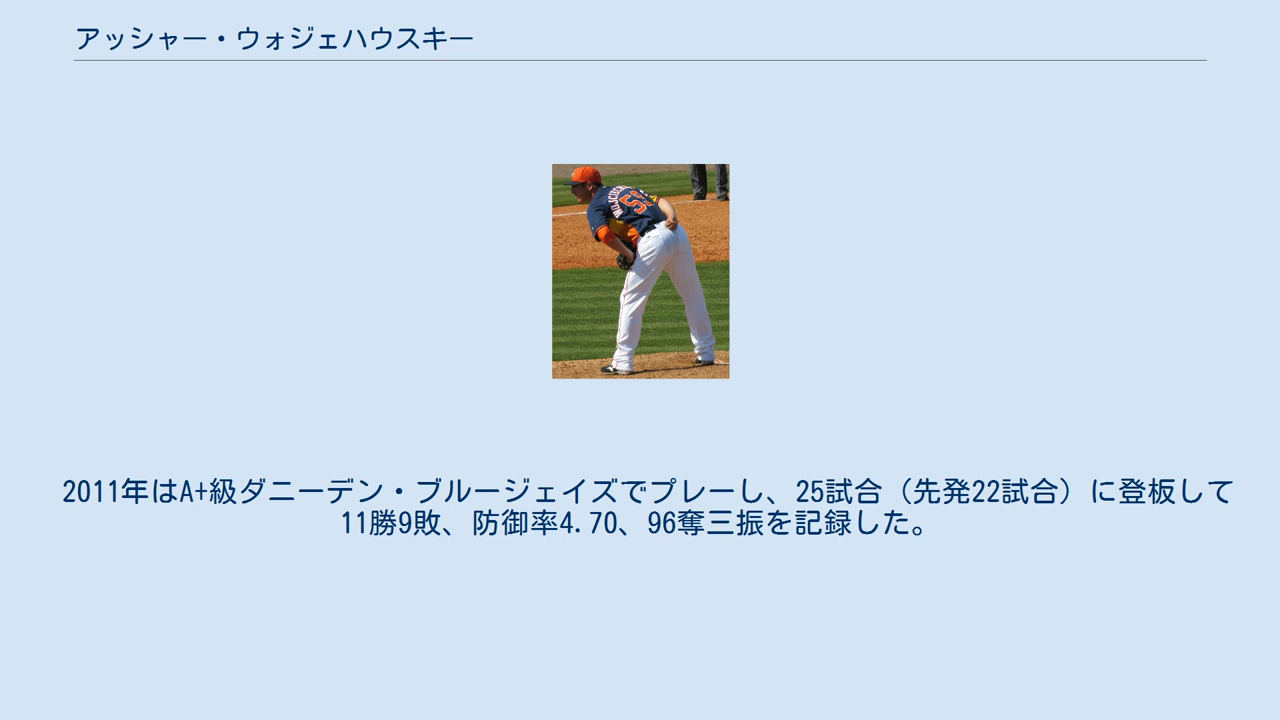 アッシャー・ウォジェハウスキー
2011年はA+級ダニーデン・ブルージェイズでプレーし、25試合（先発22試合）に登板して
11勝9敗、防御率4.70、96奪三振を記録した。